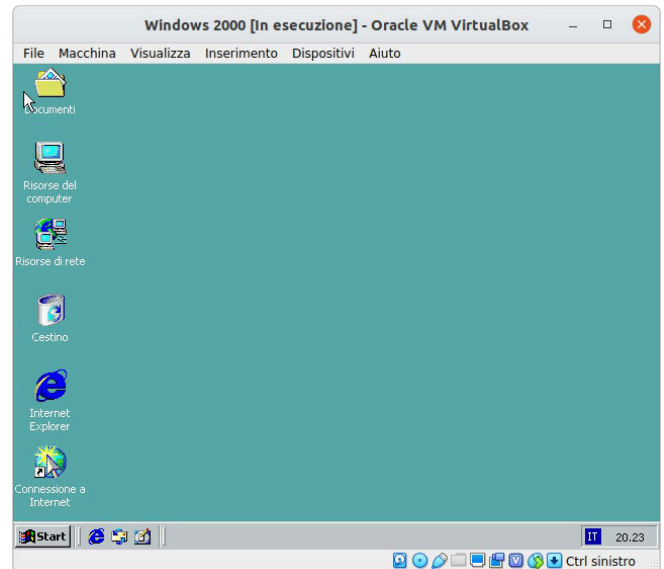 Windows 2000 [In esecuzione] - Oracle VM VirtualBox
File Macchina Visualizza Inserimento Dispositivi Aiuto
Documenti
Risorse del
computer
Risorse di rete
Cestino
Internet
Explorer
Connessione a
Internet
Start IT 20.23
Ctrl sinistro